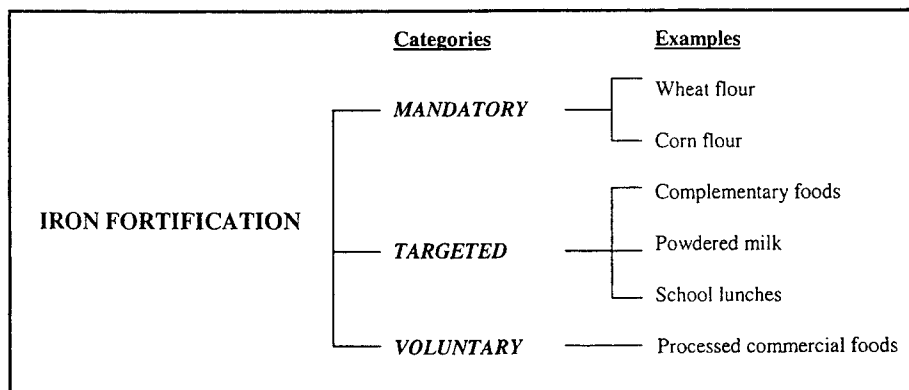 Categories Examples
Wheat flour
MANDATORY
Corn flour
Complementary foods
IRON FORTIFICATION
TARGETED Powdered milk
School lunches
VOLUNTARY Processed commercial foods